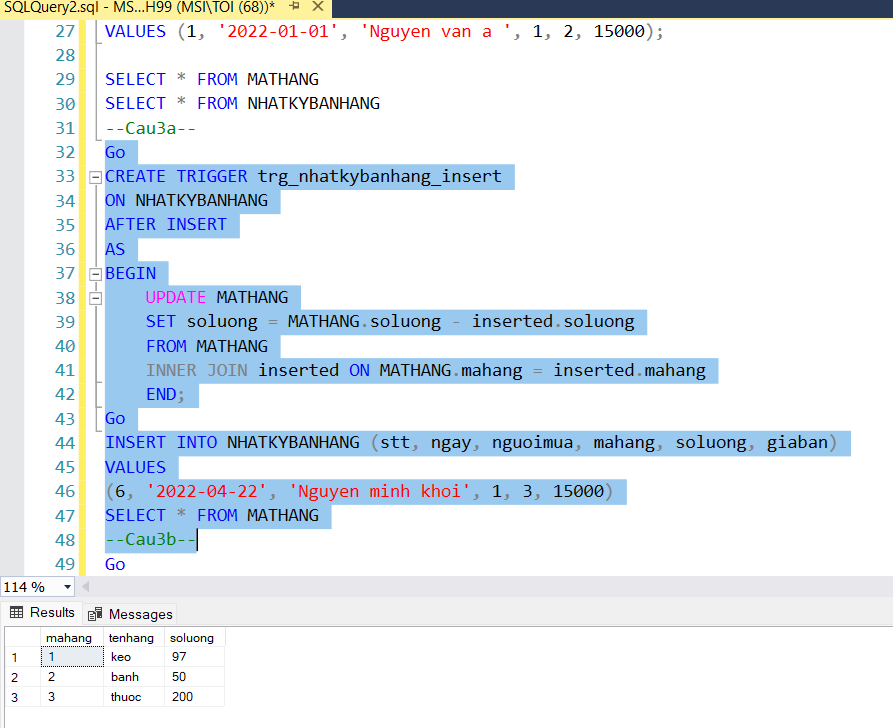 SQLQuery2.sql - MS...H99 (MSI\TOI (68))*
27 VALUES (1, '2022-01-01', 'Nguyen van a ', 1, 2, 15000);
28
29 SELECT * FROM MATHANG
30 SELECT * FROM NHATKYBANHANG
31 --Cau3a--
32 Go
33 CREATE TRIGGER trg_nhatkybanhang_insert
34 ON NHATKYBANHANG
35 AFTER INSERT
36 AS
37 BEGIN
38 UPDATE MATHANG
39 SET soluong = MATHANG.soluong - inserted.soluong
40 FROM MATHANG
41 INNER JOIN inserted ON MATHANG.mahang = inserted.mahang
42 END;
43 Go
44 INSERT INTO NHATKYBANHANG (stt, ngay, nguoimua, mahang, soluong, giaban)
45 VALUES
46 (6, '2022-04-22', 'Nguyen minh khoi', 1, 3, 15000)
47 SELECT * FROM MATHANG
48 --Cau3b--
49 Go
114 %
Results Messages
mahang tenhang soluong
1 1 keo 97
2 2 banh 50
3 3 thuoc 200